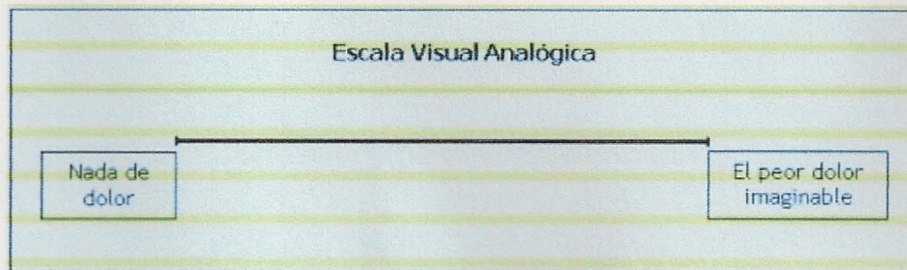 Escala Visual Analógica
Nada de
dolor
El peor dolor
imaginable